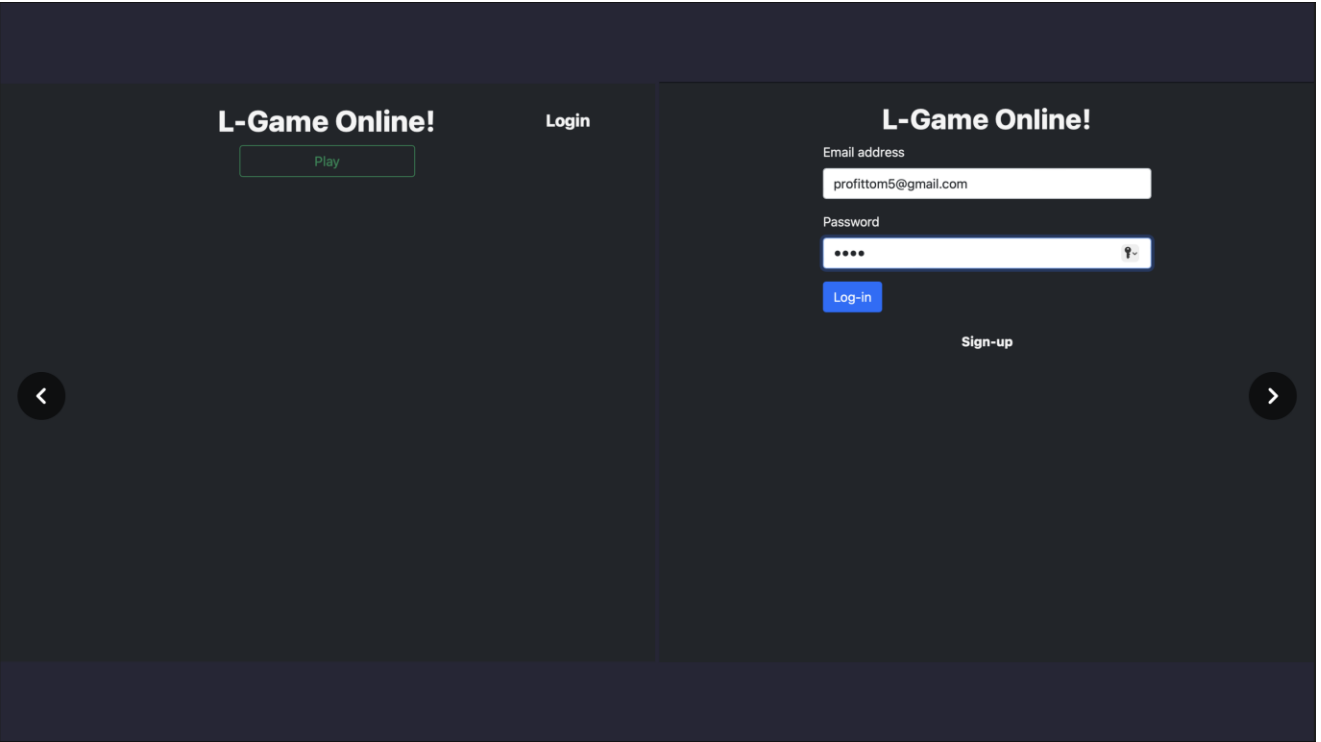 L-Game Online!
Login
Play
L-Game Online!
Email address
profittom5@gmail.com
Password
••••
Log-in
Sign-up